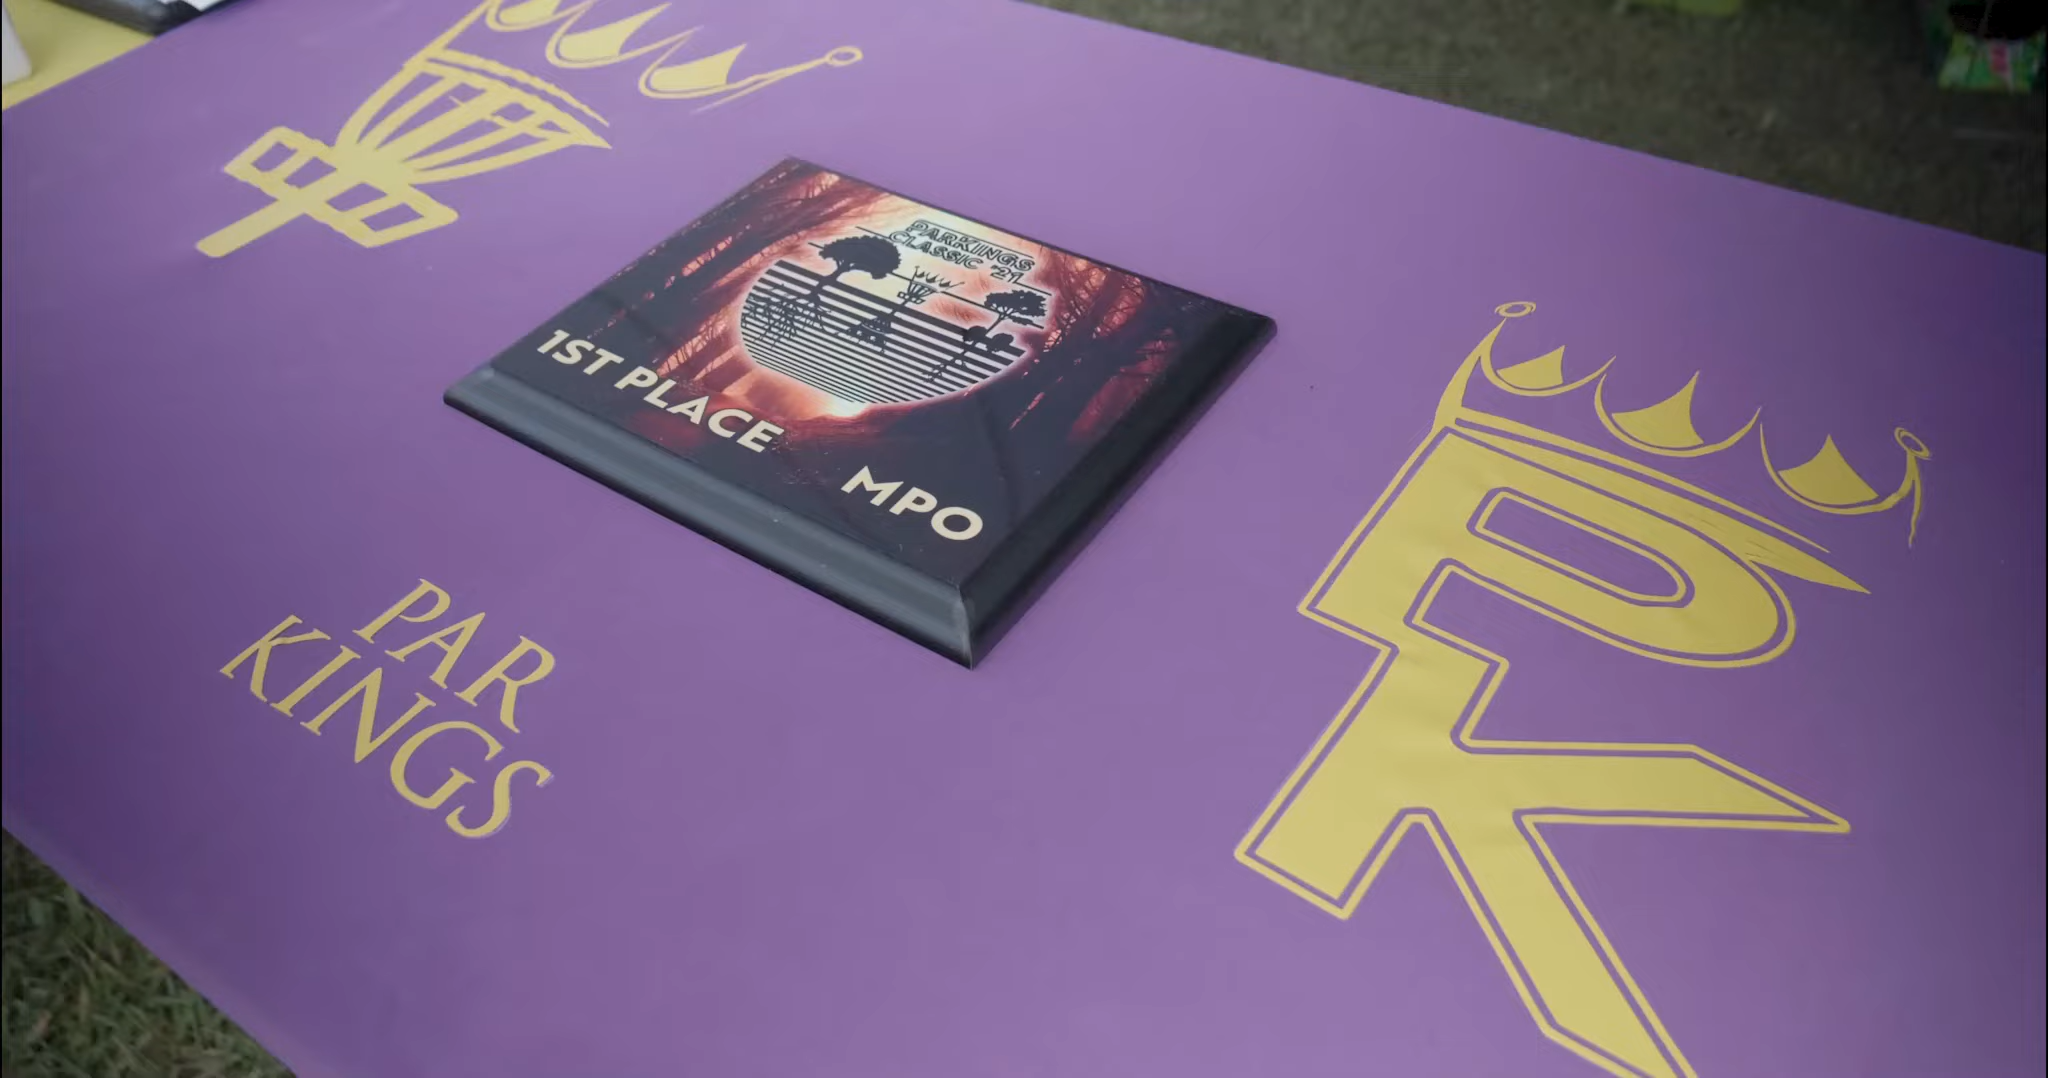 PARKINGS
CLASSIC '21
1ST PLACE
MPO
PAR
KINGS
PK